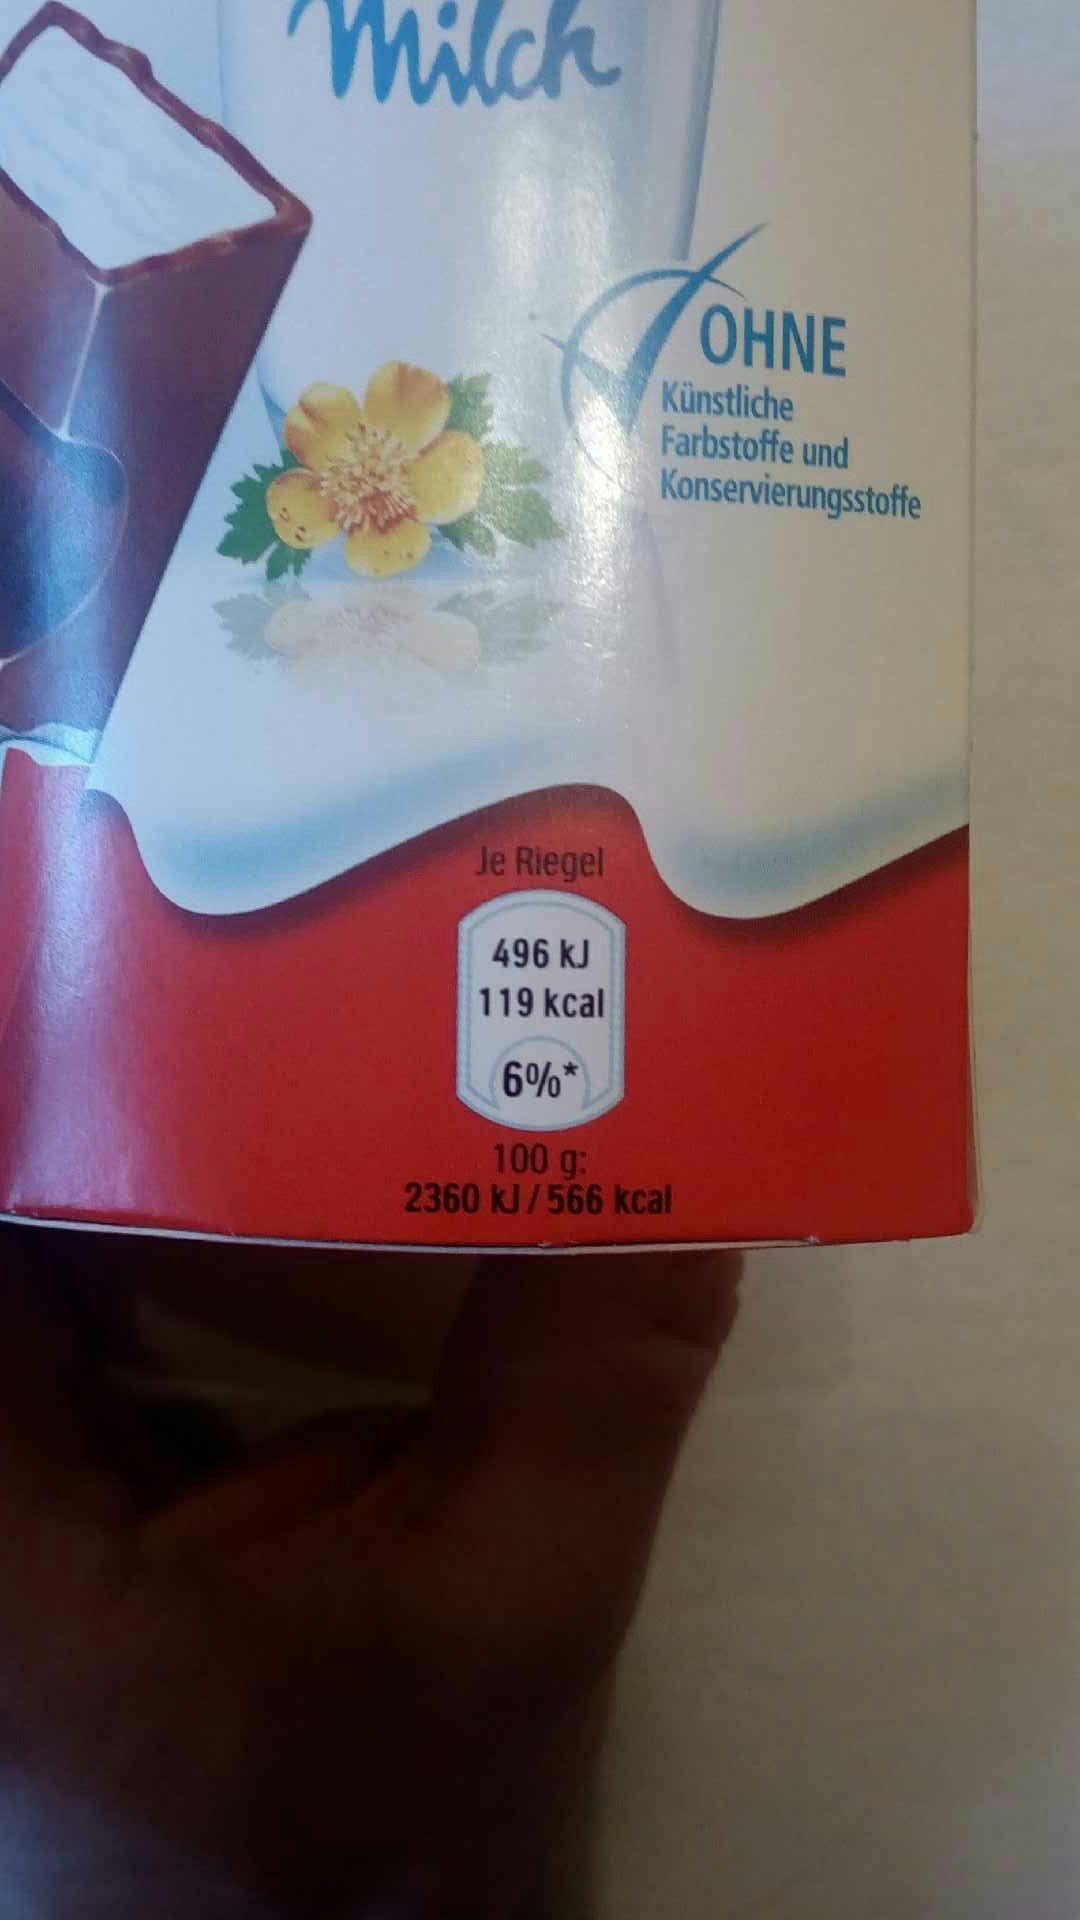 Milch
OHNE
Künstliche
Farbstoffe und
Konservierungsstoffe
Je Riegel
496 kJ
119 kcal
6%*
100 g:
2360 kJ / 566 kcal